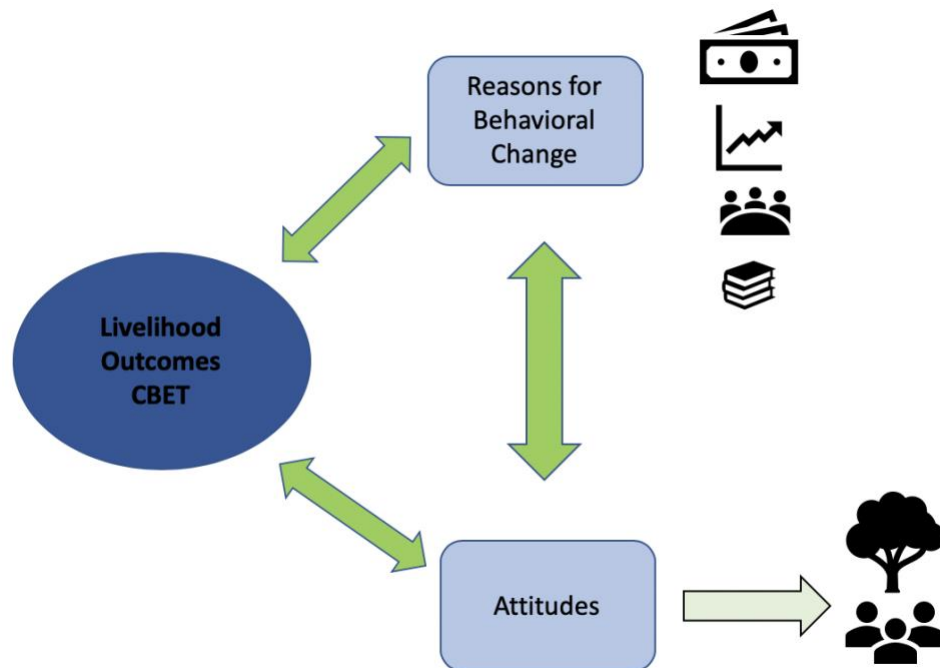 Reasons for
Behavioral
Change
Livelihood
Outcomes
CBET
Attitudes